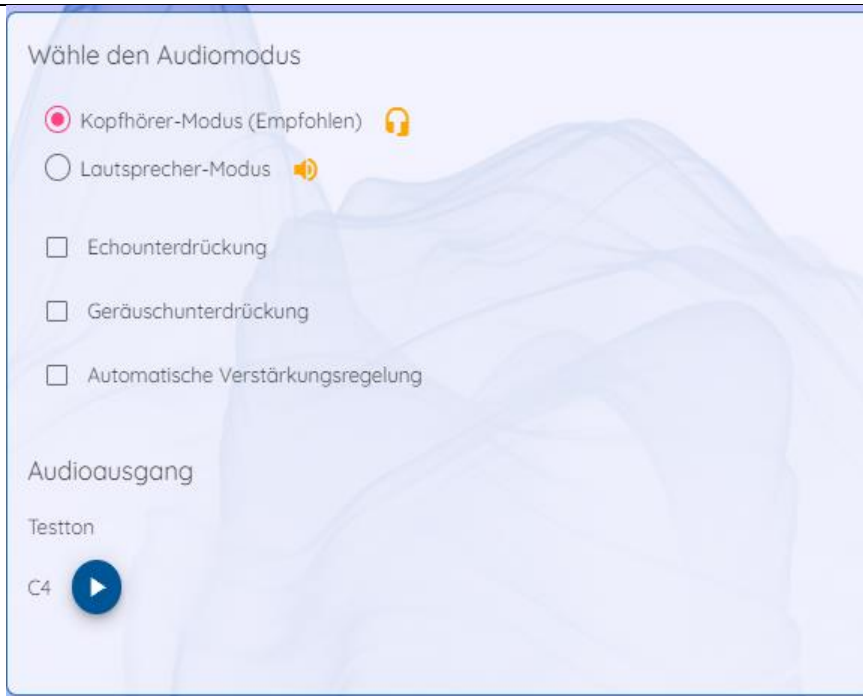 Wähle den Audiomodus
Kopfhörer-Modus (Empfohlen)
Lautsprecher-Modus
Echounterdrückung
Geräuschunterdrückung
Automatische Verstärkungsregelung
Audioausgang
Testton
C4